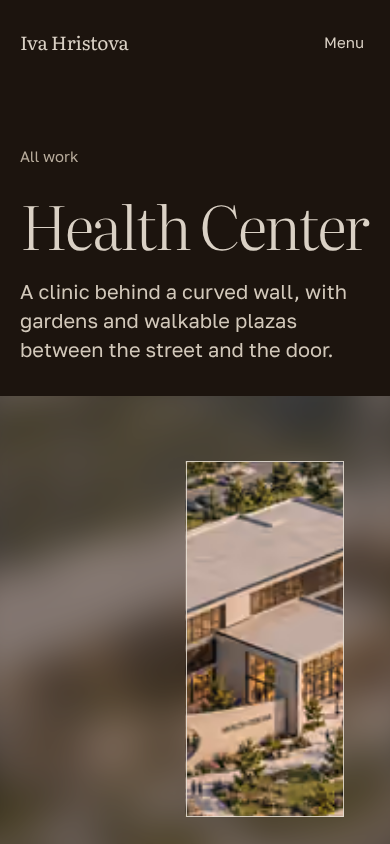 Iva Hristova
Menu
All work
Health Center
A clinic behind a curved wall, with
gardens and walkable plazas
between the street and the door.